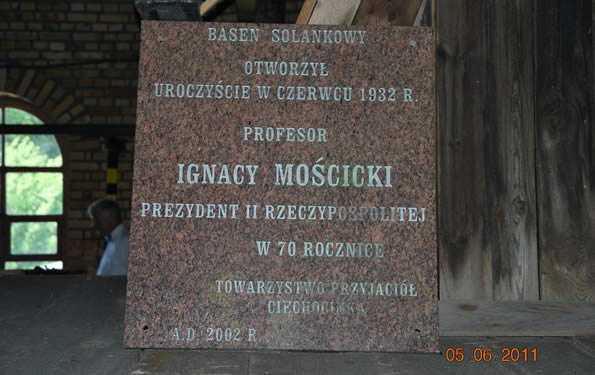 BASEN SOLANKOWY
OTWORZYŁ
UROCZYŚCIE W CZERWCU 1932 R.
PROFESOR
IGNACY MOŚCICKI
PREZYDENT II RZECZYPOSPOLITEJ
W 70 ROCZNICE
TOWARZYSTWO PRZYJACIÓŁ
CIECHOCINKA
A.D. 2002 R
05 06 2011